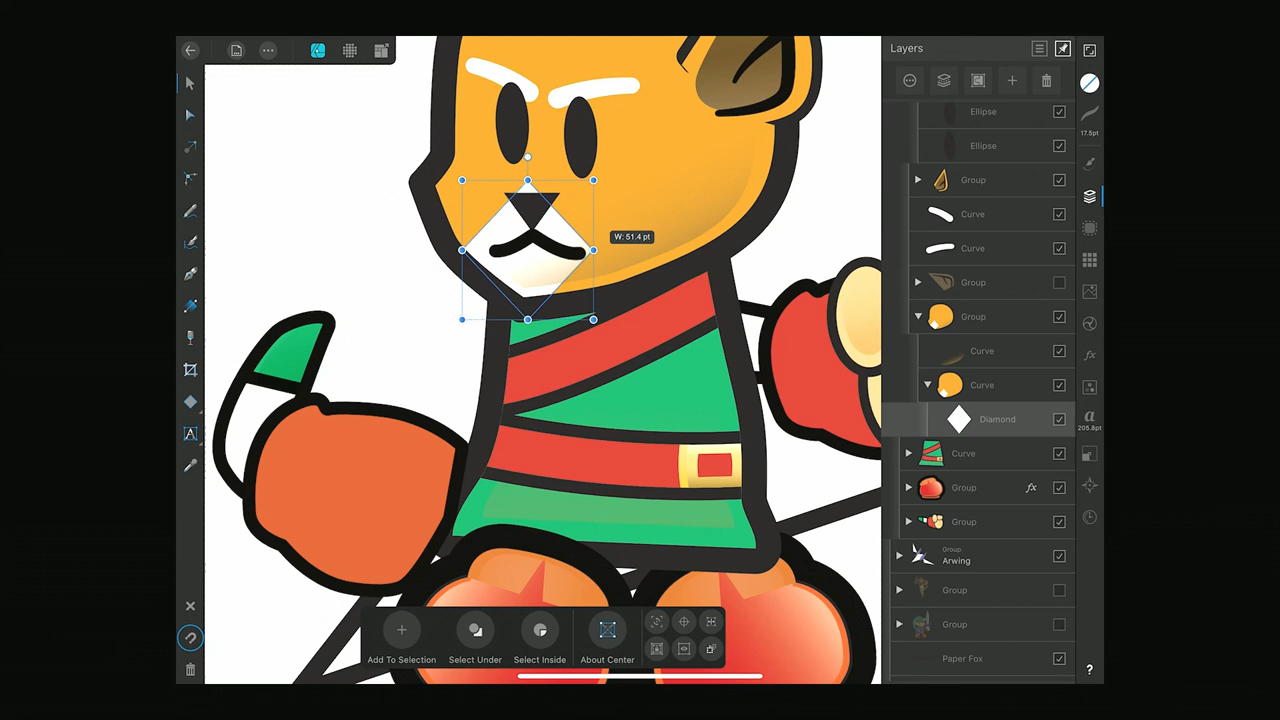 Layers
Ellipse
17.5pt
Ellipse
Group
Curve
W: 51.4 pt
Curve
Group
Group
Curve
Curve
Diamond
a
205.8pt
A
Curve
Group
fx
Group
Group
Arwing
Group
Group
Add To Selection
Select Under
Select Inside
About Center
Paper Fox
?